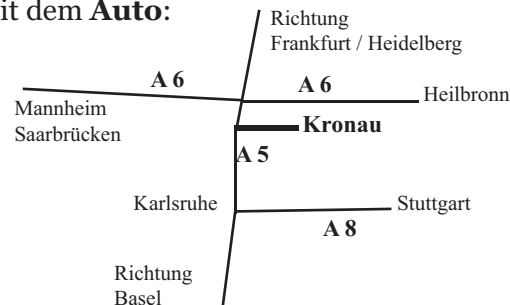 it dem Auto:
Richtung
Frankfurt / Heidelberg
A 6
A 6
Heilbronn
Mannheim
Saarbrücken
Kronau
A 5
Karlsruhe
Stuttgart
A 8
Richtung
Basel